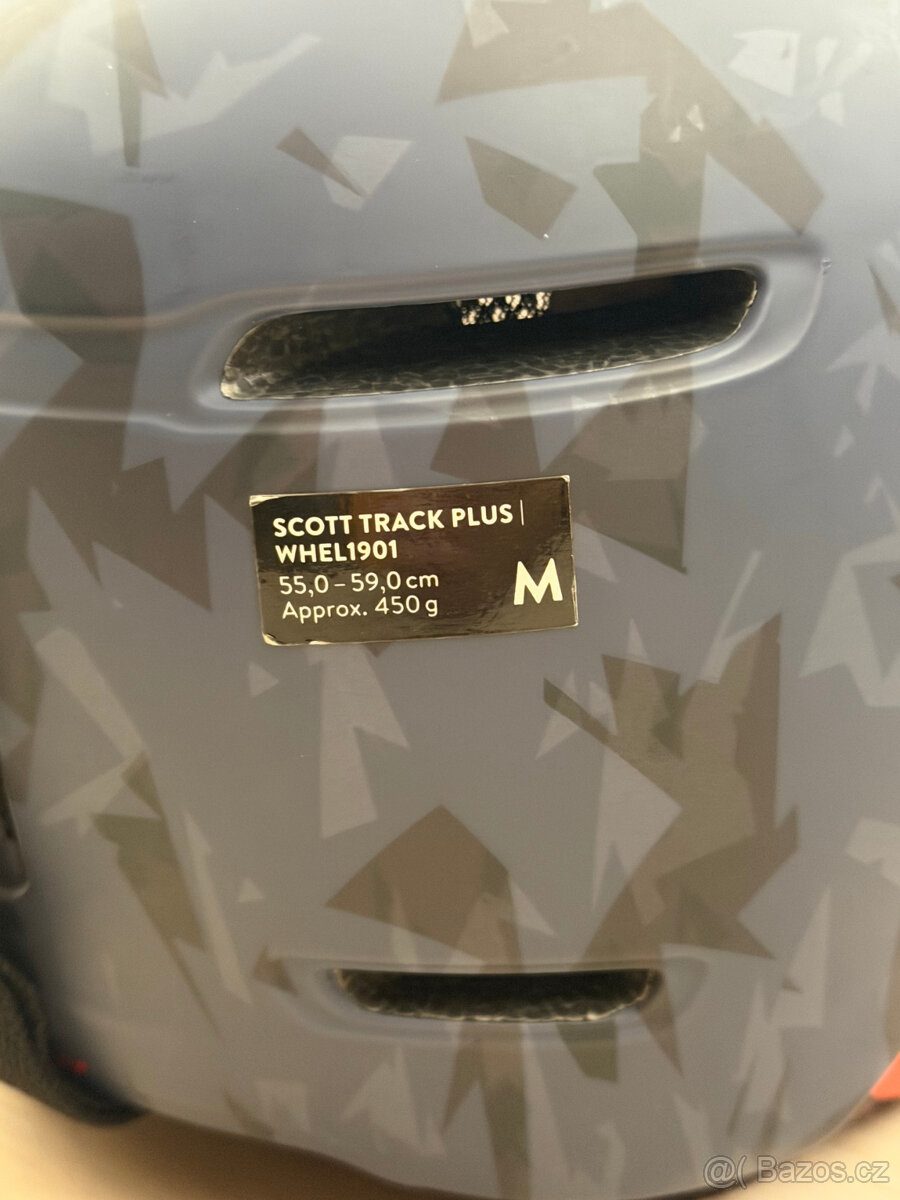 SCOTT TRACK PLUS |
WHEL1901
55,0 – 59,0 cm
Approx. 450 g
M
@( Bazos.cz